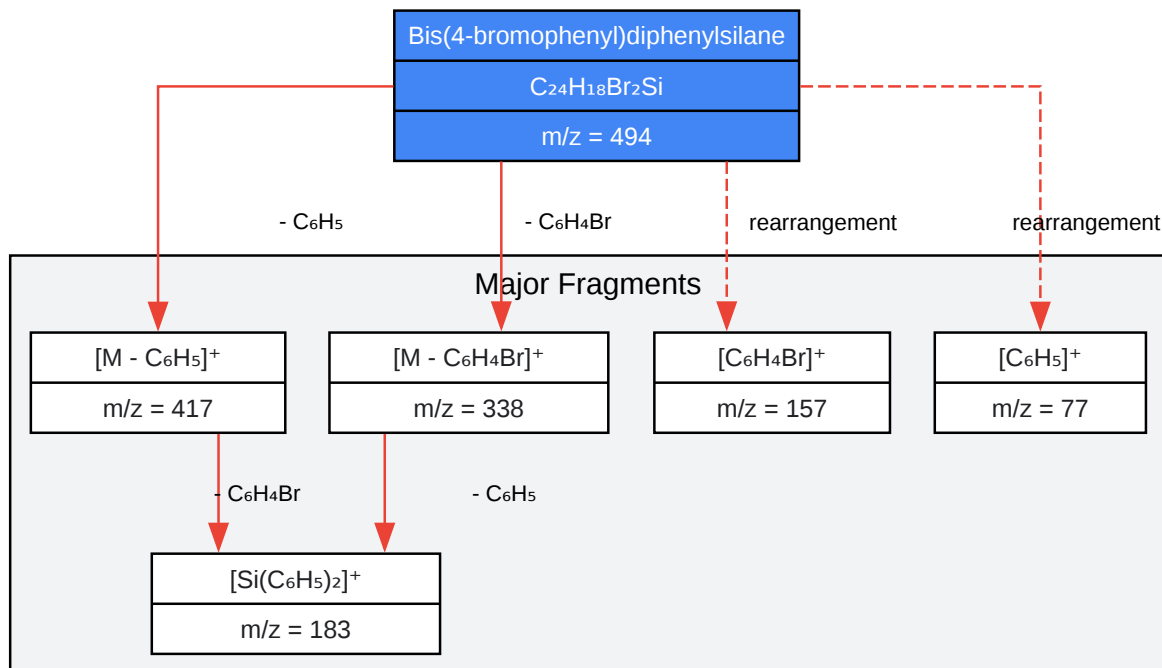 Bis(4-bromophenyl)diphenylsilane
C₂₄H₁₈Br₂Si
m/z = 494
- C₆H₅
- C₆H₄Br
rearrangement
rearrangement
Major Fragments
[M - C₆H₅]⁺
m/z = 417
[M - C₆H₄Br]⁺
m/z = 338
[C₆H₄Br]⁺
m/z = 157
[C₆H₅]⁺
m/z = 77
- C₆H₄Br
- C₆H₅
[Si(C₆H₅)₂]⁺
m/z = 183